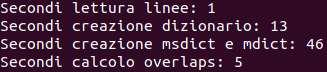 Secondi lettura linee: 1
Secondi creazione dizionario: 13
Secondi creazione msdict e mdict: 46
Secondi calcolo overlaps: 5